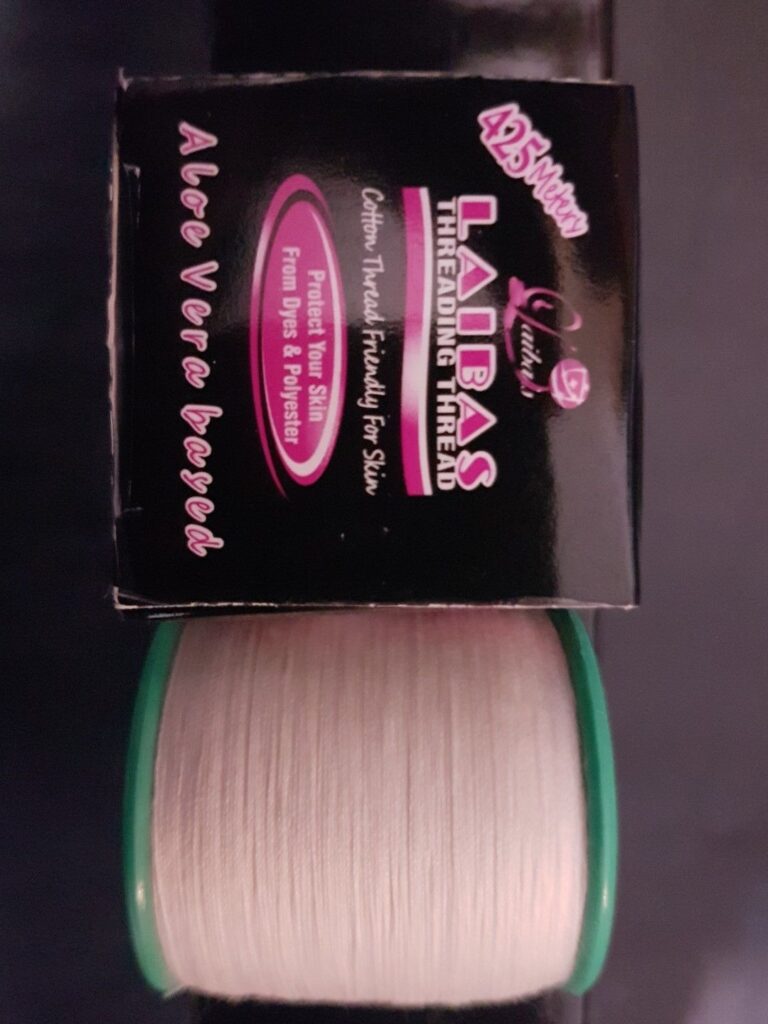 425 Meters
Laiba's
LAIBAS
THREADING THREAD
Cotton Thread Friendly For Skin
Protect Your Skin
From Dyes & Polyester
Aloe Vera based